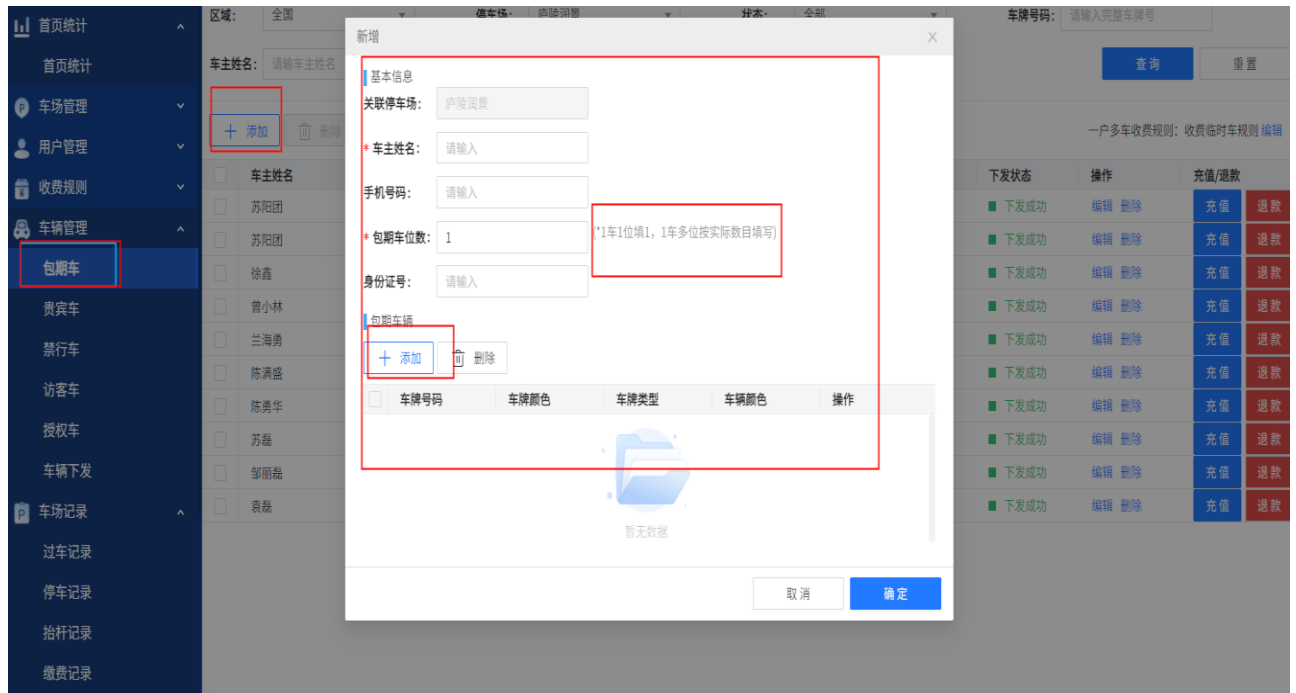 首页统计
首页统计
车场管理
用户管理
收费规则
车辆管理
包期车
贵宾车
禁行车
访客车
授权车
车辆下发
车场记录
过车记录
停车记录
抬杆记录
缴费记录
区域： 全国 停车场： 庐陵润景 状态： 全部 车牌号码： 请输入完整车牌号
车主姓名： 请输车主姓名 查询 重置
添加 删除 一户多车收费规则：收费临时车规则 编辑
车主姓名 下发状态 操作 充值/退款
苏阳团 下发成功 编辑 删除 充值 退款
苏阳团 下发成功 编辑 删除 充值 退款
徐鑫 下发成功 编辑 删除 充值 退款
曾小林 下发成功 编辑 删除 充值 退款
兰海勇 下发成功 编辑 删除 充值 退款
陈满盛 下发成功 编辑 删除 充值 退款
陈勇华 下发成功 编辑 删除 充值 退款
苏磊 下发成功 编辑 删除 充值 退款
邹丽磊 下发成功 编辑 删除 充值 退款
袁磊 下发成功 编辑 删除 充值 退款
新增 X
基本信息
关联停车场： 庐陵润景
* 车主姓名： 请输入
手机号码： 请输入
* 包期车位数： 1 (*1车1位填1，1车多位按实际数目填写)
身份证号： 请输入
包期车辆
添加 删除
车牌号码 车牌颜色 车牌类型 车辆颜色 操作
暂无数据
取消 确定